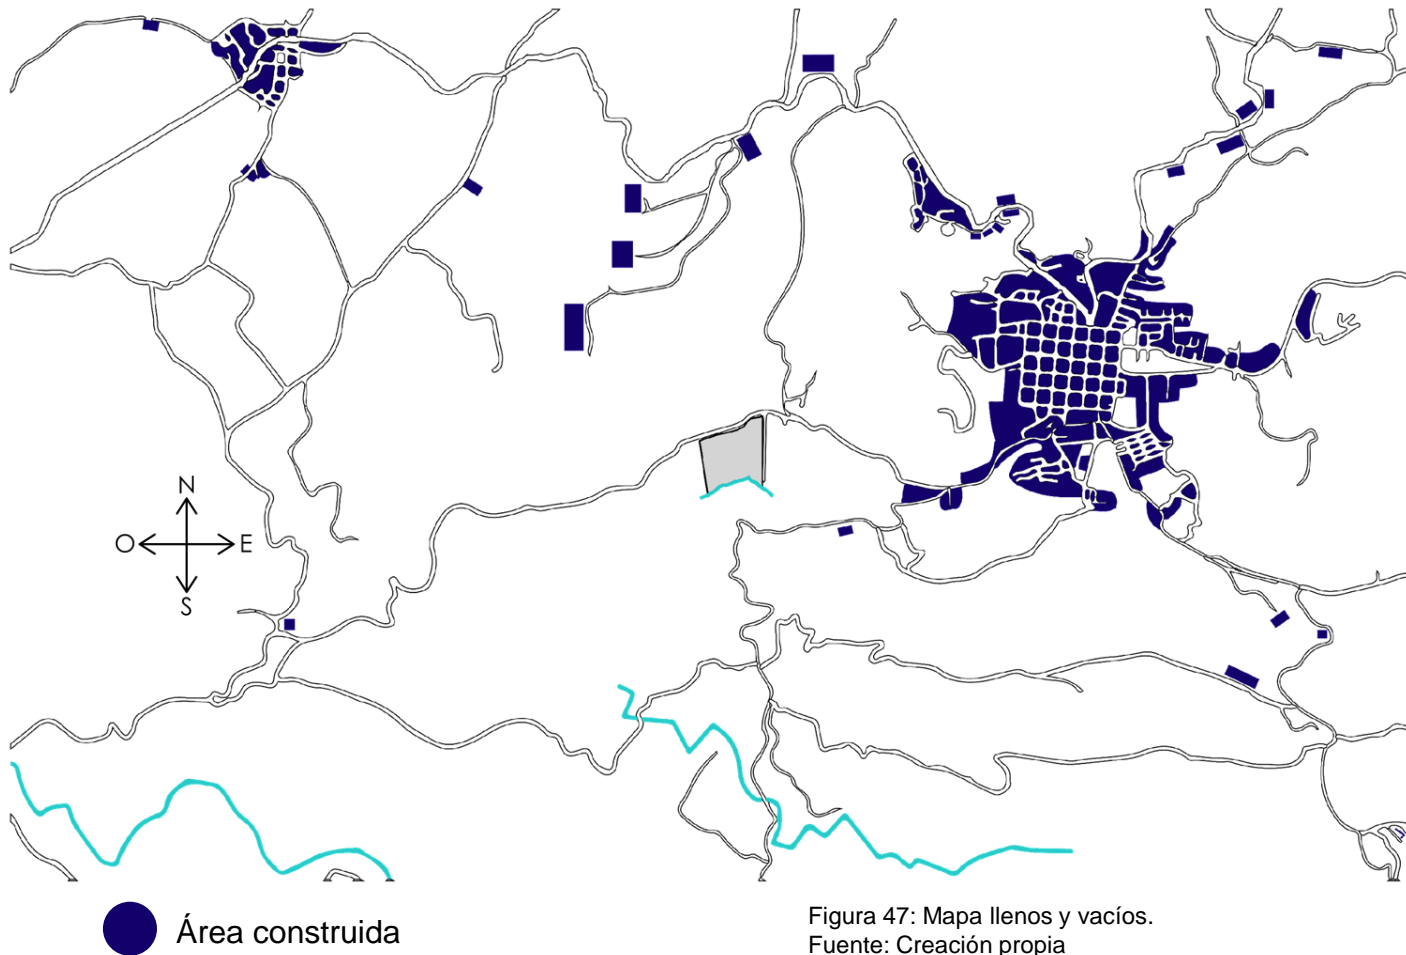 N
O E
S
Área construida
Figura 47: Mapa llenos y vacíos.
Fuente: Creación propia